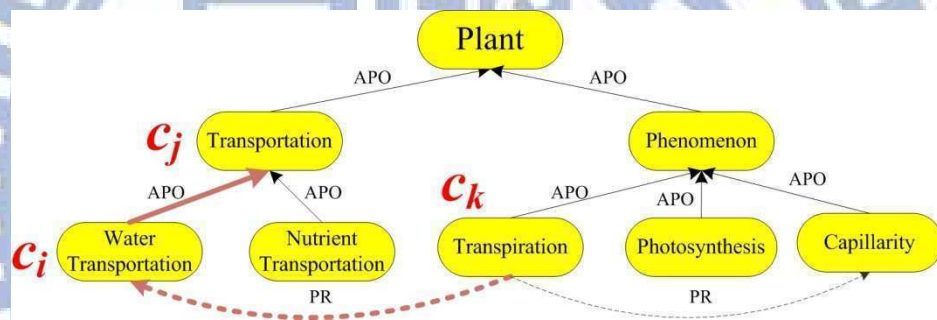 Plant
APO
APO
c_j
Transportation
Phenomenon
APO
APO
c_k
APO
APO
APO
c_i
Water
Transportation
Nutrient
Transportation
Transpiration
Photosynthesis
Capillarity
PR
PR